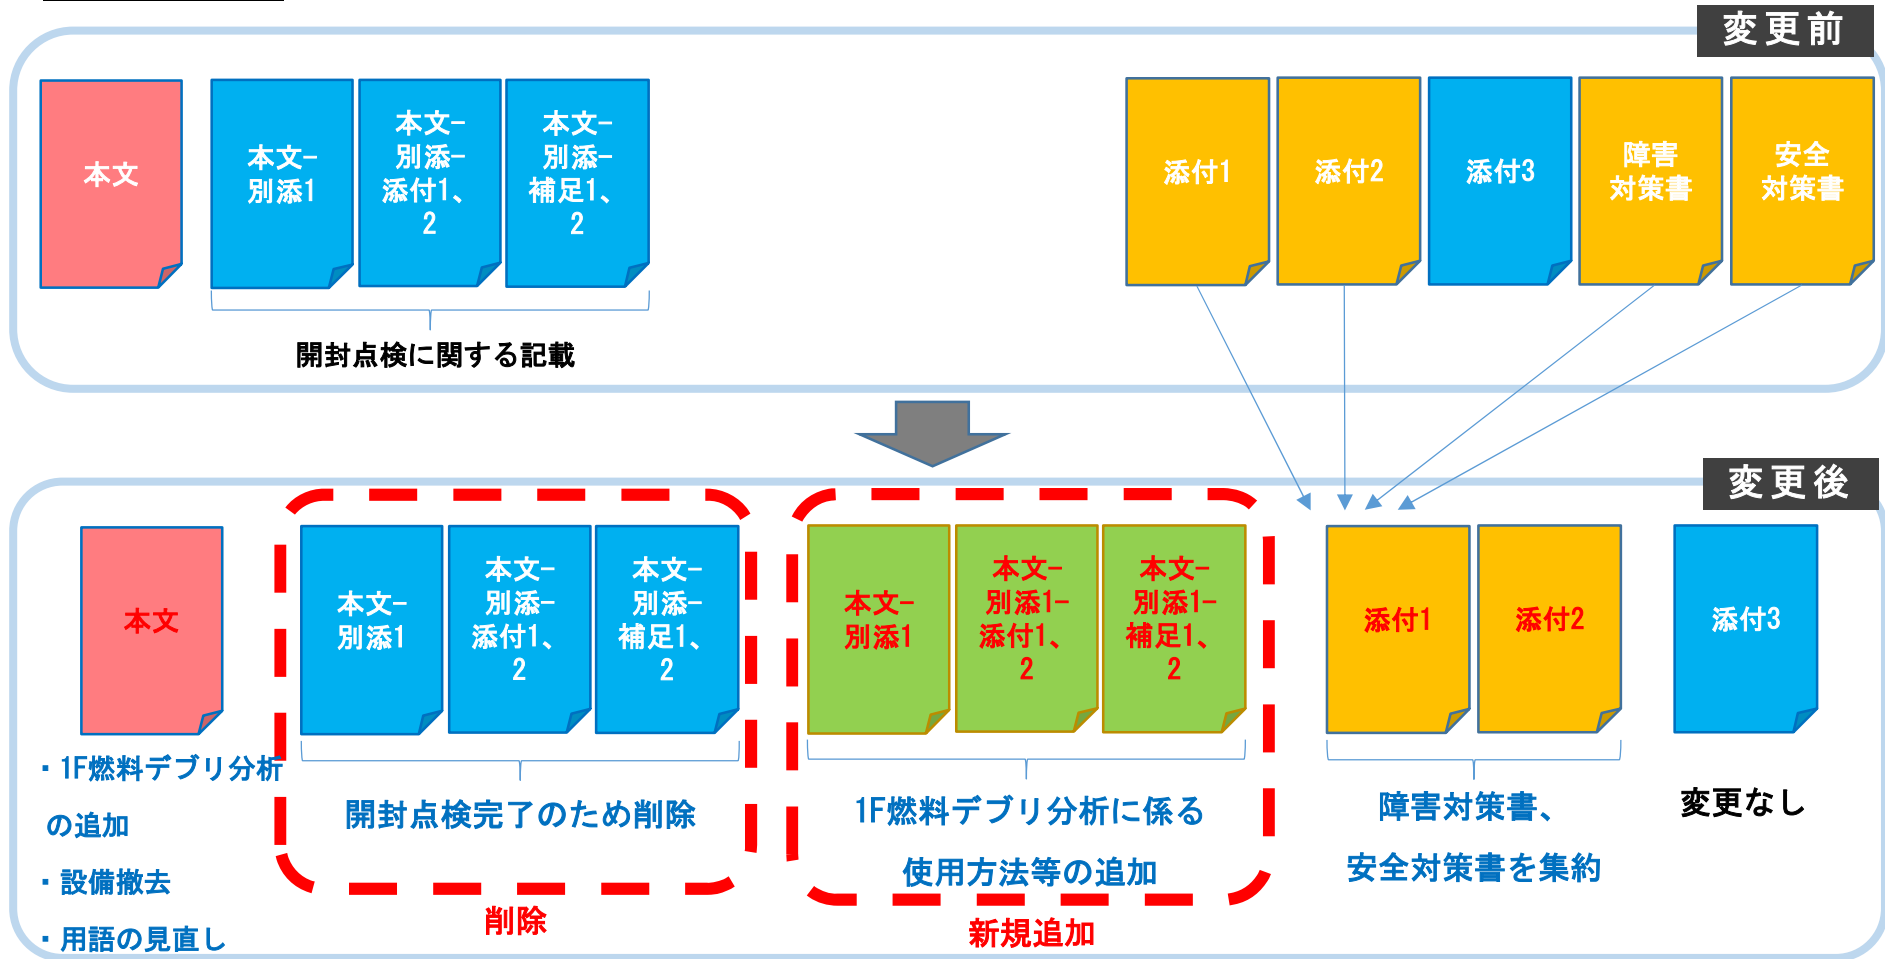 変更前
本文
本文-
別添1
本文-
別添-
添付1、
2
本文-
別添-
補足1、
2
開封点検に関する記載
添付1
添付2
添付3
障害
対策書
安全
対策書
変更後
本文
・1F燃料デブリ分析
の追加
・設備撤去
・用語の見直し
本文-
別添1
本文-
別添-
添付1、
2
本文-
別添-
補足1、
2
開封点検完了のため削除
削除
本文-
別添1
本文-
別添1-
添付1、
2
本文-
別添1-
補足1、
2
1F燃料デブリ分析に係る
使用方法等の追加
新規追加
添付1
添付2
障害対策書、
安全対策書を集約
添付3
変更なし